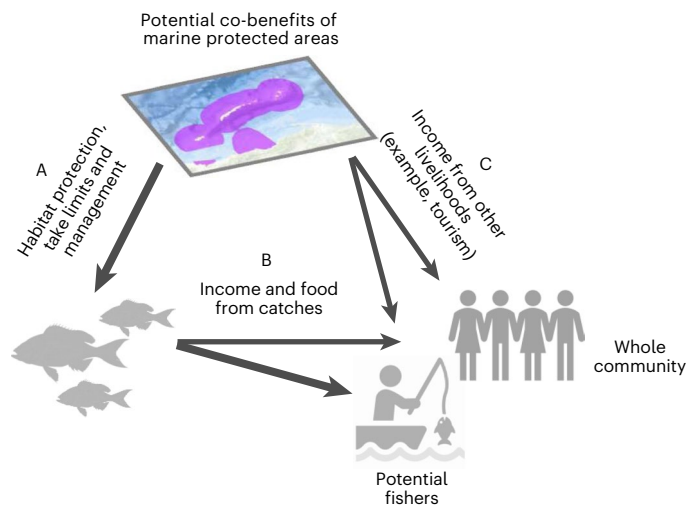 Potential co-benefits of
marine protected areas
A
Habitat protection,
take limits and
management
Income from other
livelihoods
(example, tourism)
C
B
Income and food
from catches
Whole
community
Potential
fishers